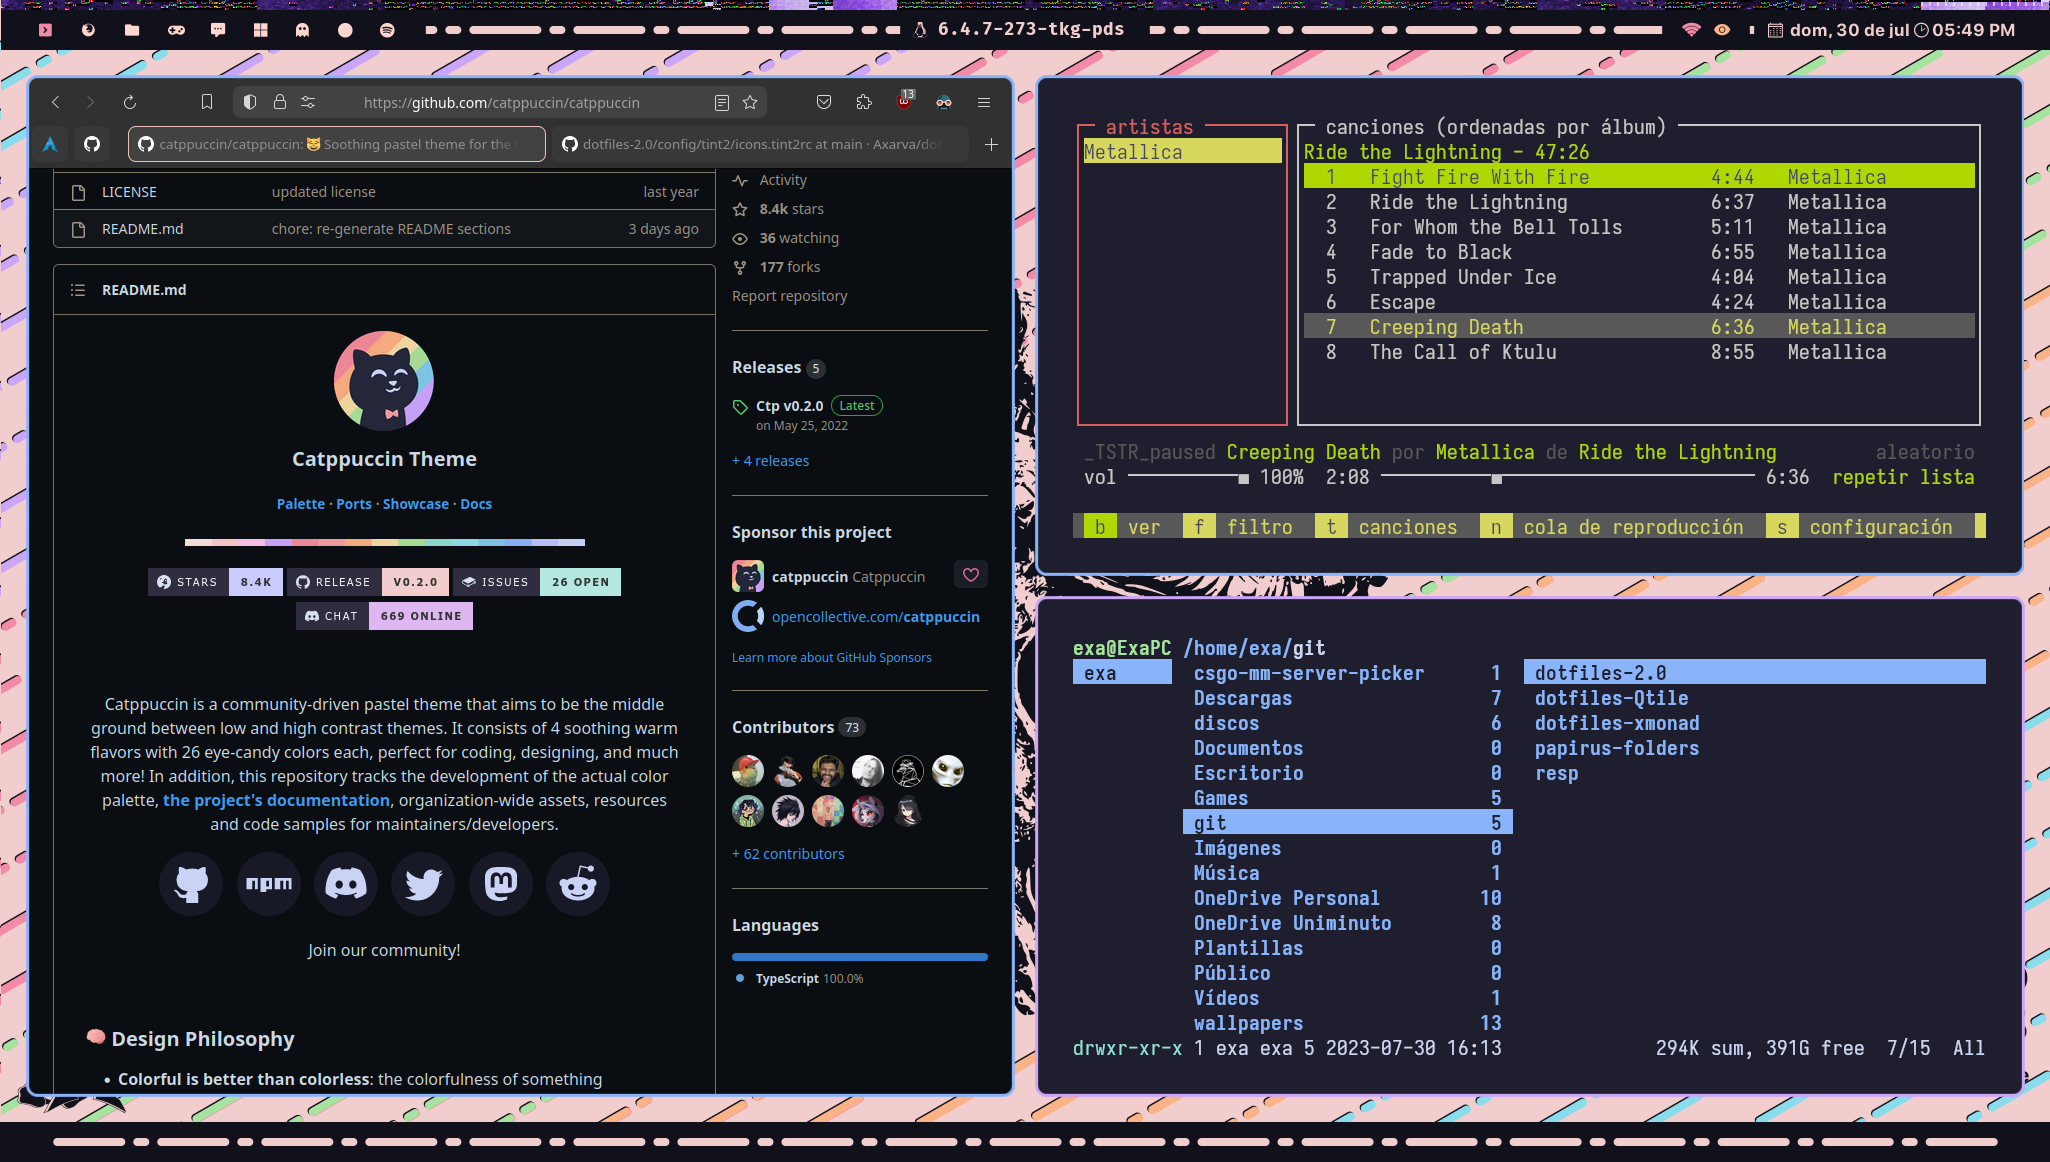 6.4.7-273-tkg-pds
dom, 30 de jul 05:49 PM
https://github.com/catppuccin/catppuccin
13
catppuccin/catppuccin: 😸 Soothing pastel theme for the
dotfiles-2.0/config/tint2/icons.tint2rc at main · Axarva/dot
LICENSE updated license last year
README.md chore: re-generate README sections 3 days ago
README.md
Catppuccin Theme
Palette · Ports · Showcase · Docs
STARS 8.4K RELEASE V0.2.0 ISSUES 26 OPEN
CHAT 669 ONLINE
Catppuccin is a community-driven pastel theme that aims to be the middle
ground between low and high contrast themes. It consists of 4 soothing warm
flavors with 26 eye-candy colors each, perfect for coding, designing, and much
more! In addition, this repository tracks the development of the actual color
palette, the project's documentation, organization-wide assets, resources
and code samples for maintainers/developers.
npm
Join our community!
🧠 Design Philosophy
• Colorful is better than colorless: the colorfulness of something
Activity
8.4k stars
36 watching
177 forks
Report repository
Releases 5
Ctp v0.2.0 Latest
on May 25, 2022
+ 4 releases
Sponsor this project
catppuccin Catppuccin
opencollective.com/catppuccin
Learn more about GitHub Sponsors
Contributors 73
+ 62 contributors
Languages
TypeScript 100.0%
artistas
Metallica
canciones (ordenadas por álbum)
Ride the Lightning - 47:26
1 Fight Fire With Fire 4:44 Metallica
2 Ride the Lightning 6:37 Metallica
3 For Whom the Bell Tolls 5:11 Metallica
4 Fade to Black 6:55 Metallica
5 Trapped Under Ice 4:04 Metallica
6 Escape 4:24 Metallica
7 Creeping Death 6:36 Metallica
8 The Call of Ktulu 8:55 Metallica
_TSTR_paused Creeping Death por Metallica de Ride the Lightning aleatorio
vol 100% 2:08 6:36 repetir lista
b ver f filtro t canciones n cola de reproducción s configuración
exa@ExaPC /home/exa/git
exa
csgo-mm-server-picker 1
Descargas 7
discos 6
Documentos 0
Escritorio 0
Games 5
git 5
Imágenes 0
Música 1
OneDrive Personal 10
OneDrive Uniminuto 8
Plantillas 0
Público 0
Vídeos 1
wallpapers 13
dotfiles-2.0
dotfiles-Qtile
dotfiles-xmonad
papirus-folders
resp
drwxr-xr-x 1 exa exa 5 2023-07-30 16:13 294K sum, 391G free 7/15 All